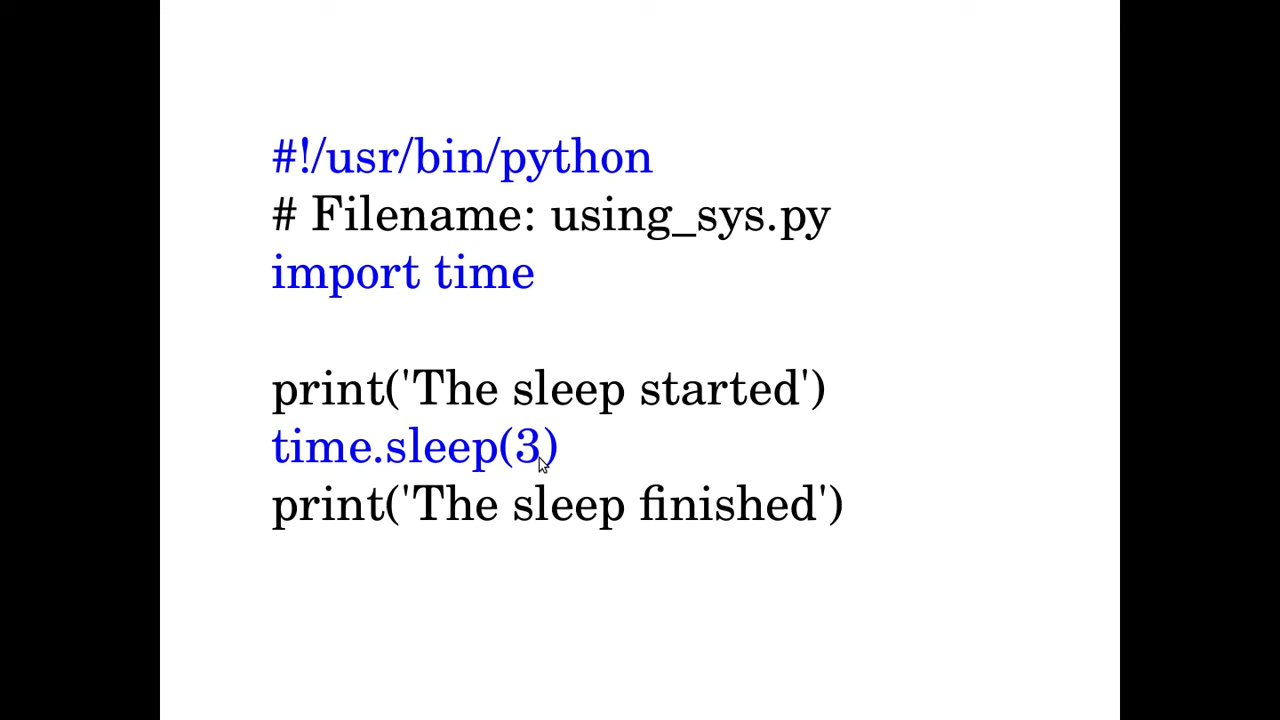 #!/usr/bin/python
# Filename: using_sys.py
import time
print('The sleep started')
time.sleep(3)
print('The sleep finished')